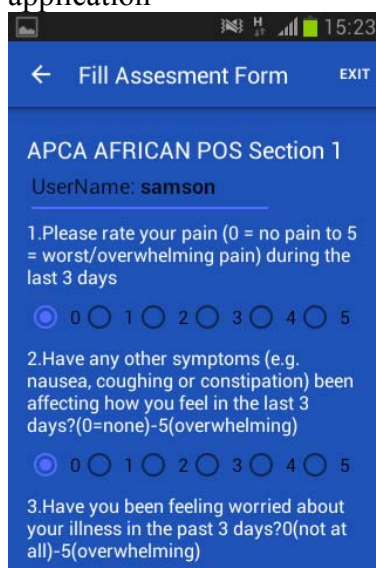 application
H 15:23
← Fill Assesment Form EXIT
APCA AFRICAN POS Section 1
UserName: samson
1.Please rate your pain (0 = no pain to 5
= worst/overwhelming pain) during the
last 3 days
0 1 2 3 4 5
2.Have any other symptoms (e.g.
nausea, coughing or constipation) been
affecting how you feel in the last 3
days?(0=none)-5(overwhelming)
0 1 2 3 4 5
3.Have you been feeling worried about
your illness in the past 3 days?0(not at
all)-5(overwhelming)